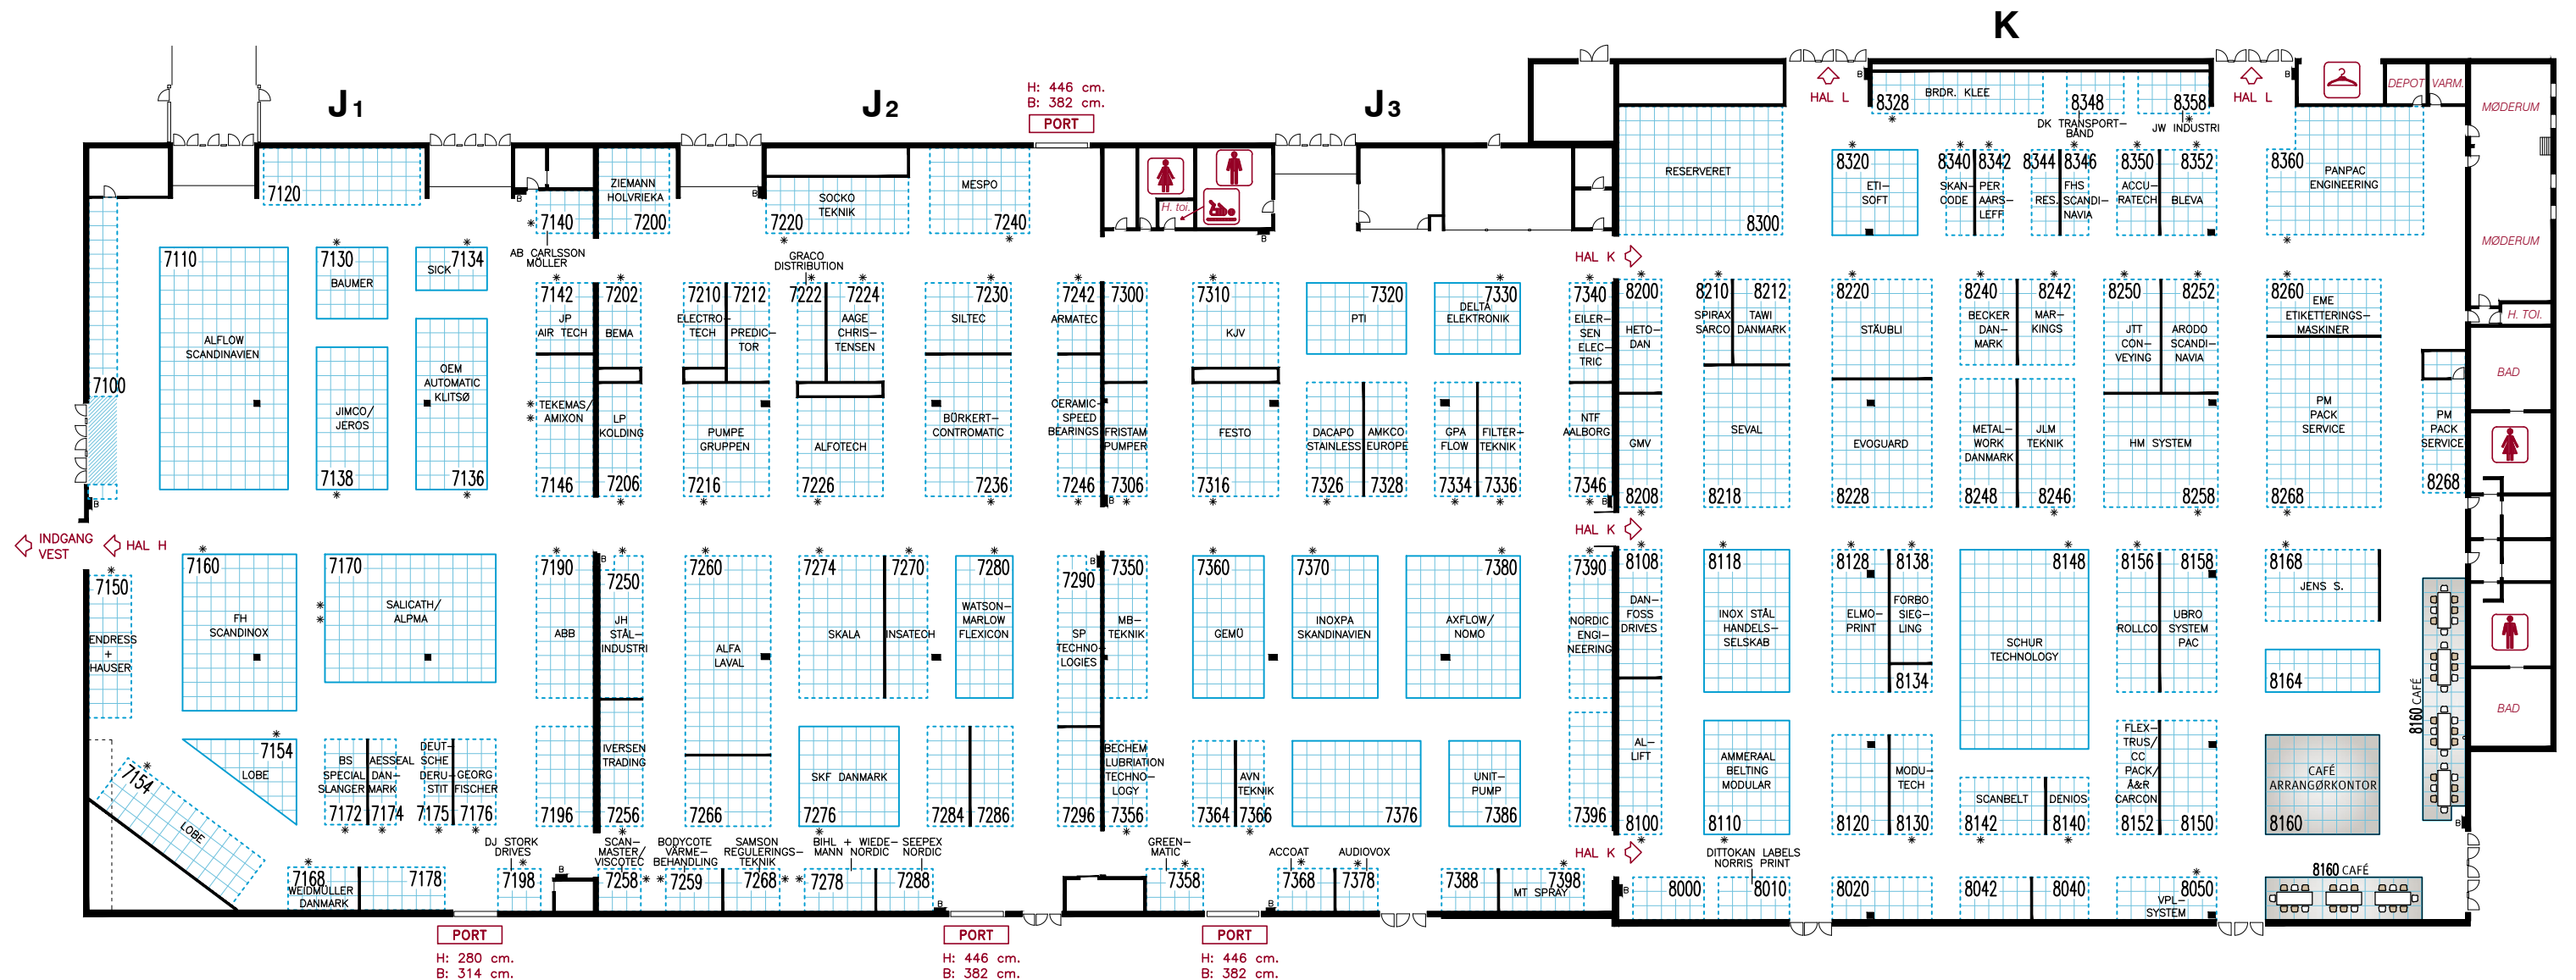 K
J1
J2
J3
H: 446 cm.
B: 382 cm.
PORT
HAL L
HAL L
2
DEPOT
VARM.
MØDERUM
MØDERUM
H. TOI.
BAD
BAD
7120
7140
AB CARLSSON
MÖLLER
ZIEMANN
HOLVRIEKA
7200
SOCKO
TEKNIK
7220
MESPO
7240
H. toi.
RESERVERET
8300
8328
BRDR. KLEE
8348
DK TRANSPORT-
BÅND
8358
JW INDUSTRI
8320
ETI-
SOFT
8340
SKAN-
CODE
8342
PER
AARS-
LEFF
8344
RES.
8346
FHS
SCANDI-
NAVIA
8350
ACCU-
RATECH
8352
BLEVA
8360
PANPAC
ENGINEERING
HAL K
7100
7110
ALFLOW
SCANDINAVIEN
7130
BAUMER
7134
SICK
JIMCO/
JEROS
7138
OEM
AUTOMATIC
KLITSØ
7136
7142
JP
AIR TECH
TEKEMAS/
AMIXON
7146
7202
BEMA
LP
KOLDING
7206
7210
ELECTRO-
TECH
7212
PREDIC-
TOR
PUMPE
GRUPPEN
7216
GRACO
DISTRIBUTION
7222
7224
AAGE
CHRIS-
TENSEN
ALFOTECH
7226
7230
SILTEC
BÜRKERT-
CONTROMATIC
7236
7242
ARMATEC
CERAMIC-
SPEED
BEARINGS
7246
7300
FRISTAM
PUMPER
7306
7310
KJV
FESTO
7316
7320
PTI
DACAPO
STAINLESS
7326
AMKCO
EUROPE
7328
7330
DELTA
ELEKTRONIK
GPA
FLOW
7334
FILTER-
TEKNIK
7336
7340
EILER-
SEN
ELEC-
TRIC
NTF
AALBORG
7346
8200
HETO-
DAN
GMV
8208
8210
SPIRAX
SARCO
8212
TAWI
DANMARK
SEVAL
8218
8220
STÄUBLI
EVOGUARD
8228
8240
BECKER
DAN-
MARK
8242
MAR-
KINGS
METAL-
WORK
DANMARK
8248
JLM
TEKNIK
8246
8250
JTT
CON-
VEYING
8252
ARODO
SCANDI-
NAVIA
HM SYSTEM
8258
8260
EME
ETIKETTERINGS-
MASKINER
PM
PACK
SERVICE
8268
PM
PACK
SERVICE
8268
INDGANG
VEST
HAL H
HAL K
7150
ENDRESS
+
HAUSER
7160
FH
SCANDINOX
7170
SALICATH/
ALPMA
7190
ABB
7196
7250
JH
STÅL-
INDUSTRI
IVERSEN
TRADING
7256
7260
ALFA
LAVAL
7266
7274
SKALA
7270
INSATECH
7280
WATSON-
MARLOW
FLEXICON
SKF DANMARK
7276
7284
7286
7290
SP
TECHNO-
LOGIES
7296
7350
MB-
TEKNIK
BECHEM
LUBRIATION
TECHNO-
LOGY
7356
7360
GEMÜ
7364
AVN
TEKNIK
7366
7370
INOXPA
SKANDINAVIEN
7376
7380
AXFLOW/
NOMO
UNIT-
PUMP
7386
7390
NORDIC
ENGI-
NEERING
7396
8108
DAN-
FOSS
DRIVES
AL-
LIFT
8100
8118
INOX STÅL
HANDELS-
SELSKAB
AMMERAAL
BELTING
MODULAR
8110
8128
ELMO-
PRINT
8138
FORBO
SIEG-
LING
8134
8120
MODU-
TECH
8130
8148
SCHUR
TECHNOLOGY
SCANBELT
8142
DENIOS
8140
8156
ROLLCO
8158
UBRO
SYSTEM
PAC
FLEX-
TRUS/
CC
PACK/
Å&R
CARCON
8152
8150
8168
JENS S.
8164
CAFÉ
ARRANGØRKONTOR
8160
8160 CAFÉ
8160 CAFÉ
7154
LOBE
7154
LOBE
BS
SPECIAL
SLANGER
7172
AESSEAL
DAN-
MARK
7174
DEUT-
SCHE
DERU-
STIT
7175
GEORG
FISCHER
7176
7168
WEIDMÜLLER
DANMARK
7178
DJ STORK
DRIVES
7198
SCAN-
MASTER/
VISCOTEC
7258
BODYCOTE
VÄRME-
BEHANDLING
7259
SAMSON
REGULERINGS-
TEKNIK
7268
BIHL + WIEDE-
MANN NORDIC
7278
SEEPEX
NORDIC
7288
GREEN-
MATIC
7358
ACCOAT
7368
AUDIOVOX
7378
7388
MT SPRAY
7398
HAL K
8000
DITTOKAN LABELS
NORRIS PRINT
8010
8020
8042
8040
8050
VPL-
SYSTEM
PORT
H: 280 cm.
B: 314 cm.
PORT
H: 446 cm.
B: 382 cm.
PORT
H: 446 cm.
B: 382 cm.